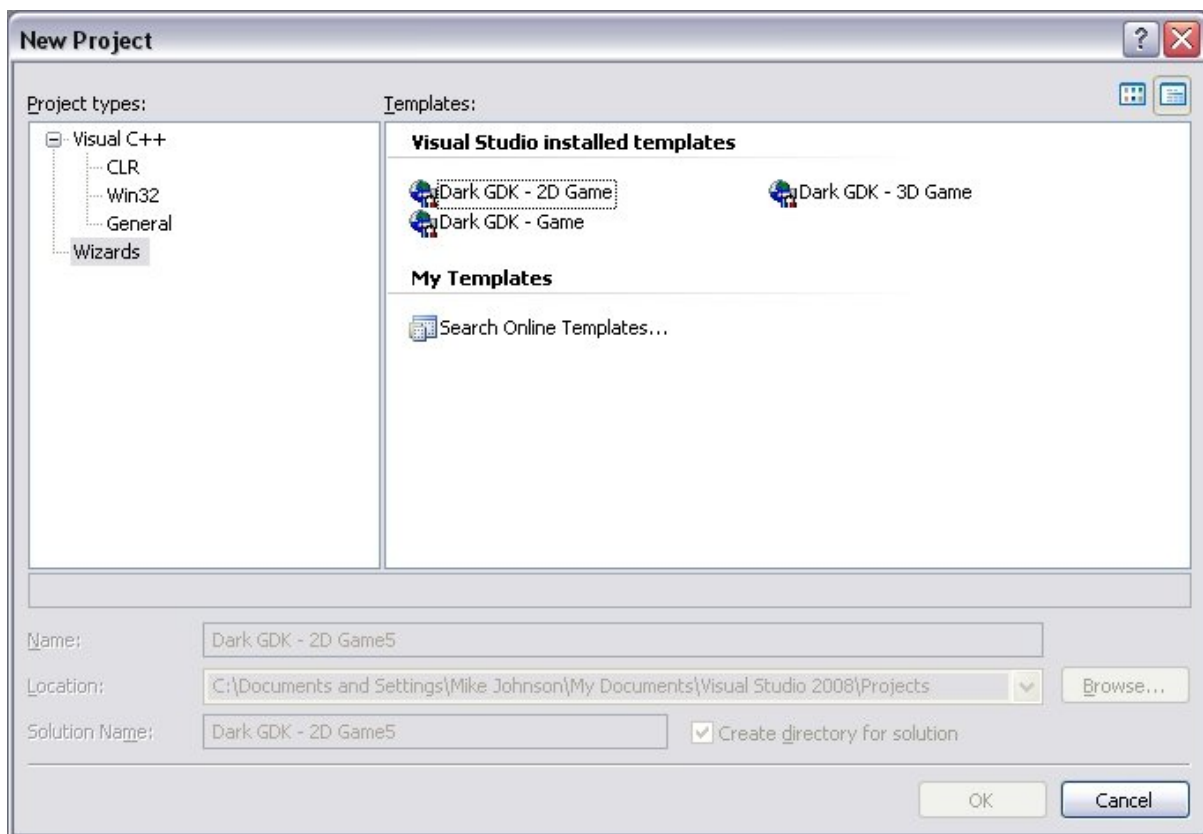 New Project
Project types:
Templates:
Visual C++
CLR
Win32
General
Wizards
Visual Studio installed templates
Dark GDK - 2D Game
Dark GDK - 3D Game
Dark GDK - Game
My Templates
Search Online Templates...
Name:
Dark GDK - 2D Game5
Location:
C:\Documents and Settings\Mike Johnson\My Documents\Visual Studio 2008\Projects
Browse...
Solution Name:
Dark GDK - 2D Game5
Create directory for solution
OK
Cancel